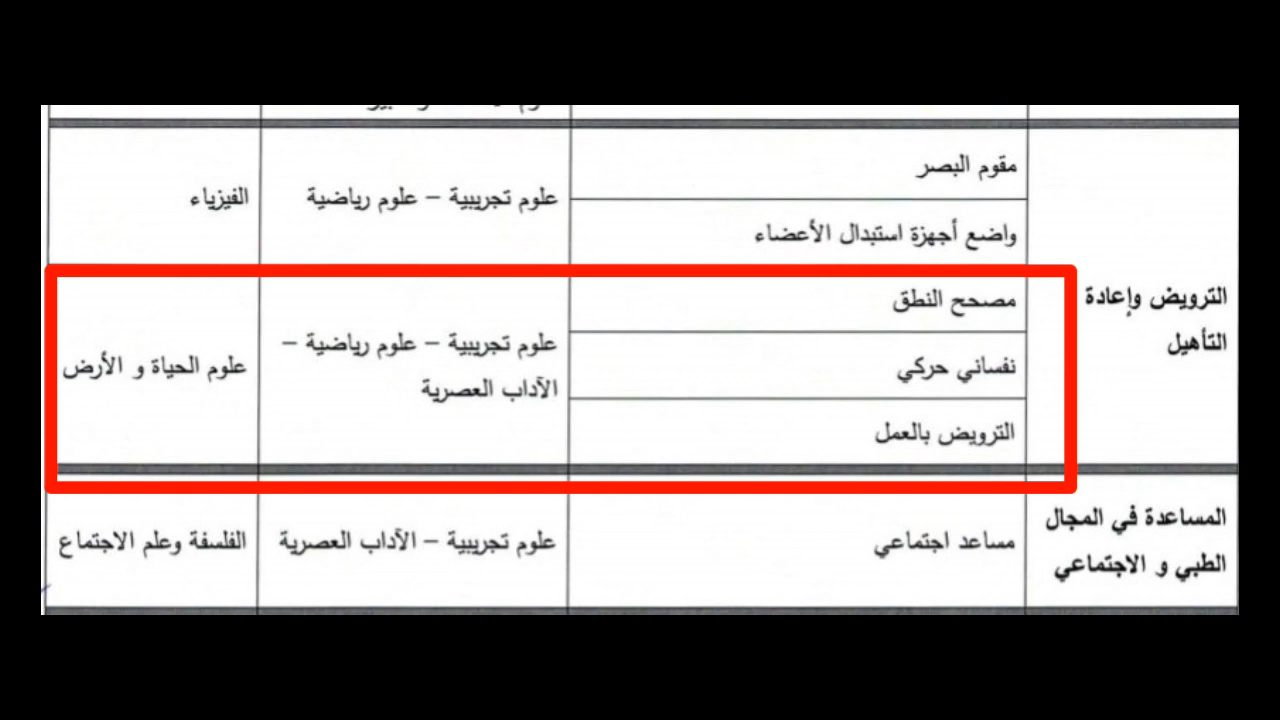 مقوم البصر
علوم تجريبية – علوم رياضية
الفيزياء
واضع أجهزة استبدال الأعضاء
الترويض وإعادة
التأهيل
مصحح النطق
نفساني حركي
الترويض بالعمل
علوم تجريبية – علوم رياضية –
الآداب العصرية
علوم الحياة و الأرض
المساعدة في المجال
الطبي و الاجتماعي
مساعد اجتماعي
علوم تجريبية – الآداب العصرية
الفلسفة وعلم الاجتماع